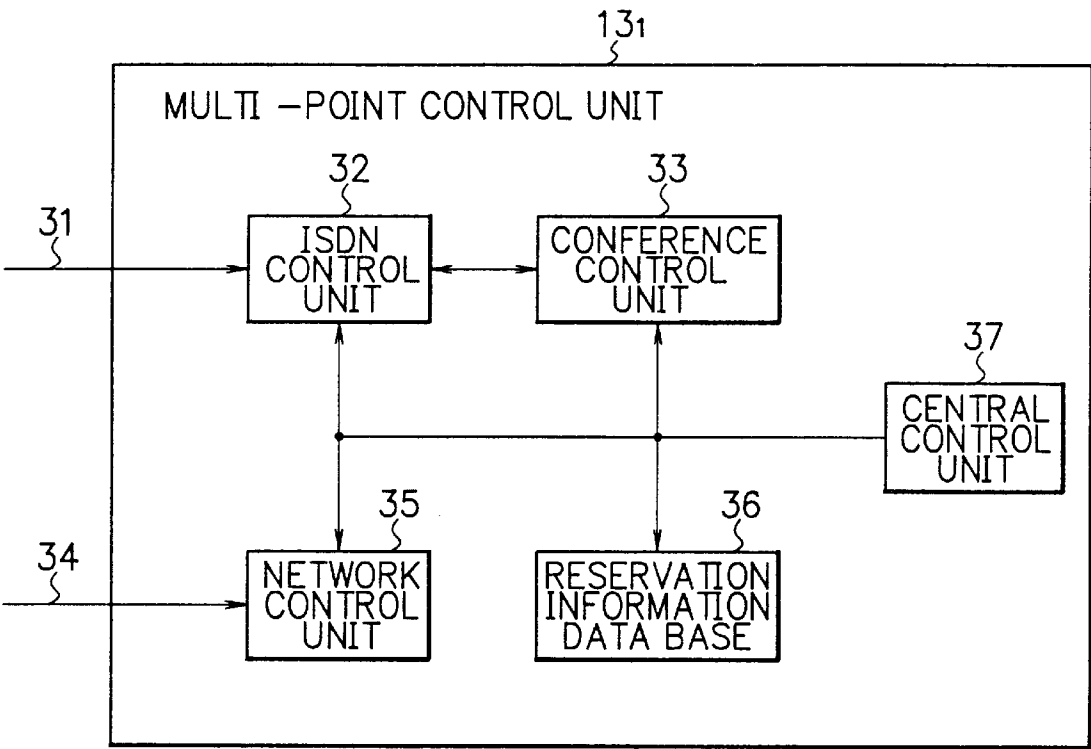 13₁
MULTI-POINT CONTROL UNIT
32
33
31
ISDN
CONTROL
UNIT
CONFERENCE
CONTROL
UNIT
37
CENTRAL
CONTROL
UNIT
35
36
34
NETWORK
CONTROL
UNIT
RESERVATION
INFORMATION
DATA BASE